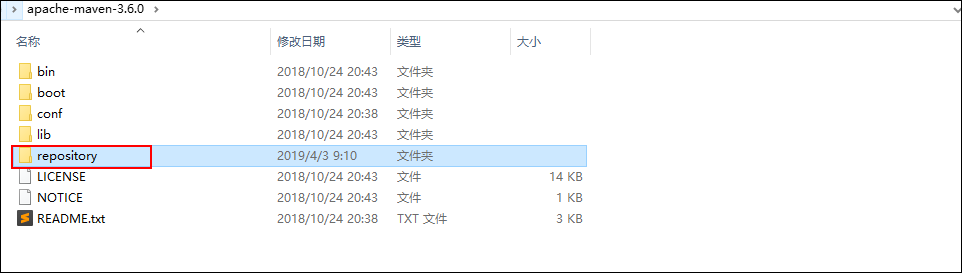 apache-maven-3.6.0
名称 修改日期 类型 大小
bin 2018/10/24 20:43 文件夹
boot 2018/10/24 20:43 文件夹
conf 2018/10/24 20:38 文件夹
lib 2018/10/24 20:43 文件夹
repository 2019/4/3 9:10 文件夹
LICENSE 2018/10/24 20:43 文件 14 KB
NOTICE 2018/10/24 20:43 文件 1 KB
README.txt 2018/10/24 20:38 TXT 文件 3 KB